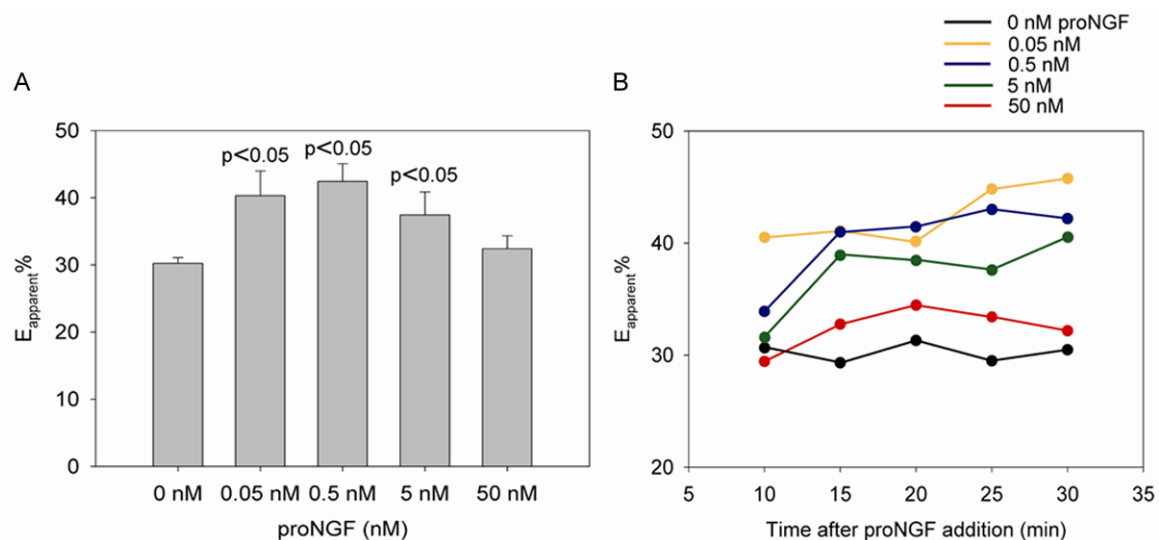 A
50
40
30
20
10
0
E apparent %
p<0.05
p<0.05
p<0.05
0 nM 0.05 nM 0.5 nM 5 nM 50 nM
proNGF (nM)
B
0 nM proNGF
0.05 nM
0.5 nM
5 nM
50 nM
50
40
30
20
E apparent %
5 10 15 20 25 30 35
Time after proNGF addition (min)